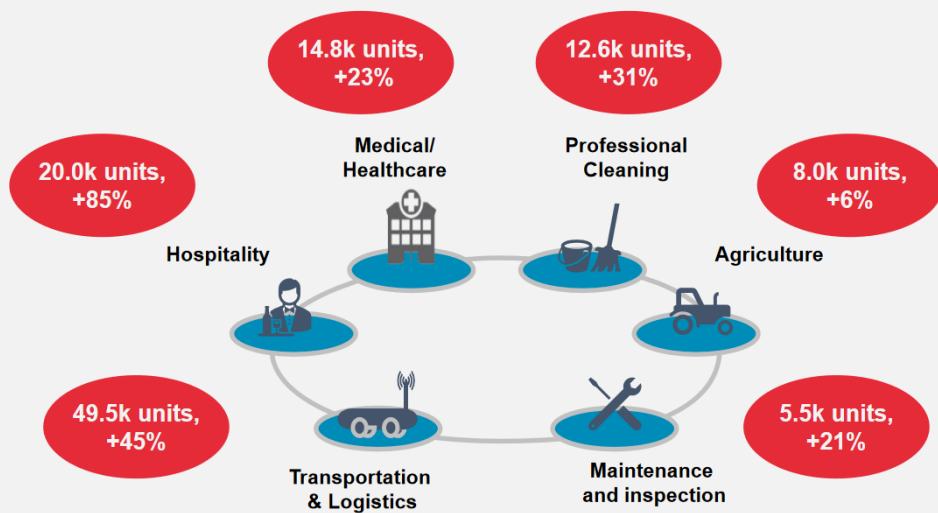 14.8k units,
+23%
12.6k units,
+31%
Medical/
Healthcare
Professional
Cleaning
20.0k units,
+85%
8.0k units,
+6%
Hospitality
Agriculture
49.5k units,
+45%
5.5k units,
+21%
Transportation
& Logistics
Maintenance
and inspection